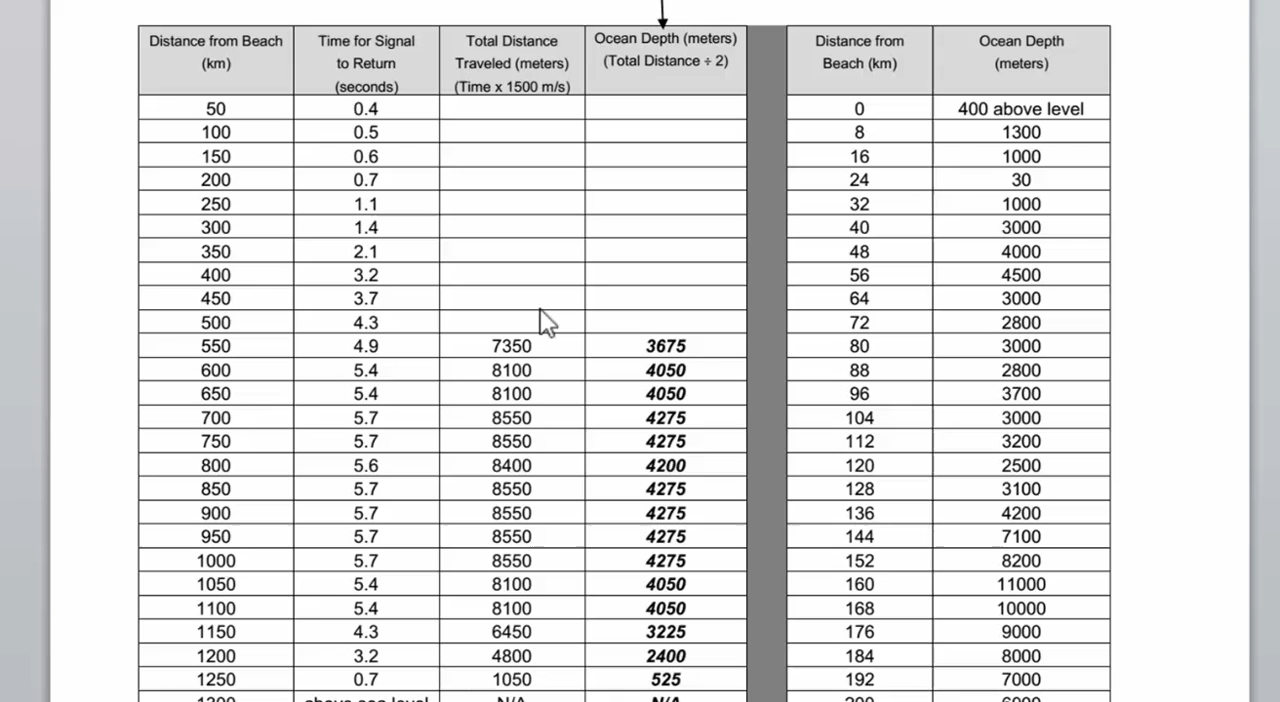 Distance from Beach (km) | Time for Signal to Return (seconds) | Total Distance Traveled (meters) (Time x 1500 m/s) | Ocean Depth (meters) (Total Distance ÷ 2) | Distance from Beach (km) | Ocean Depth (meters)
50 0.4 0 400 above level
100 0.5 8 1300
150 0.6 16 1000
200 0.7 24 30
250 1.1 32 1000
300 1.4 40 3000
350 2.1 48 4000
400 3.2 56 4500
450 3.7 64 3000
500 4.3 72 2800
550 4.9 7350 3675 80 3000
600 5.4 8100 4050 88 2800
650 5.4 8100 4050 96 3700
700 5.7 8550 4275 104 3000
750 5.7 8550 4275 112 3200
800 5.6 8400 4200 120 2500
850 5.7 8550 4275 128 3100
900 5.7 8550 4275 136 4200
950 5.7 8550 4275 144 7100
1000 5.7 8550 4275 152 8200
1050 5.4 8100 4050 160 11000
1100 5.4 8100 4050 168 10000
1150 4.3 6450 3225 176 9000
1200 3.2 4800 2400 184 8000
1250 0.7 1050 525 192 7000
1300 above sea level N/A N/A 200 6000